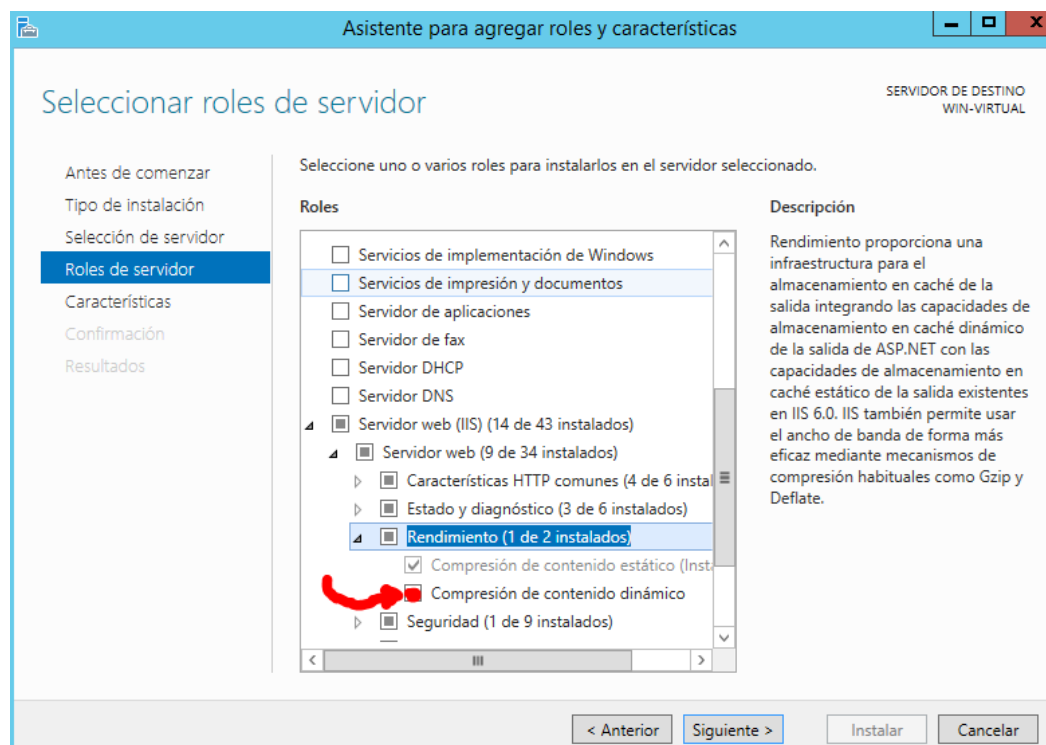 Asistente para agregar roles y características
Seleccionar roles de servidor
SERVIDOR DE DESTINO
WIN-VIRTUAL
Antes de comenzar
Tipo de instalación
Selección de servidor
Roles de servidor
Características
Confirmación
Resultados
Seleccione uno o varios roles para instalarlos en el servidor seleccionado.
Roles
Servicios de implementación de Windows
Servicios de impresión y documentos
Servidor de aplicaciones
Servidor de fax
Servidor DHCP
Servidor DNS
Servidor web (IIS) (14 de 43 instalados)
Servidor web (9 de 34 instalados)
Características HTTP comunes (4 de 6 instal
Estado y diagnóstico (3 de 6 instalados)
Rendimiento (1 de 2 instalados)
Compresión de contenido estático (Inst
Compresión de contenido dinámico
Seguridad (1 de 9 instalados)
Descripción
Rendimiento proporciona una
infraestructura para el
almacenamiento en caché de la
salida integrando las capacidades de
almacenamiento en caché dinámico
de la salida de ASP.NET con las
capacidades de almacenamiento en
caché estático de la salida existentes
en IIS 6.0. IIS también permite usar
el ancho de banda de forma más
eficaz mediante mecanismos de
compresión habituales como Gzip y
Deflate.
< Anterior
Siguiente >
Instalar
Cancelar